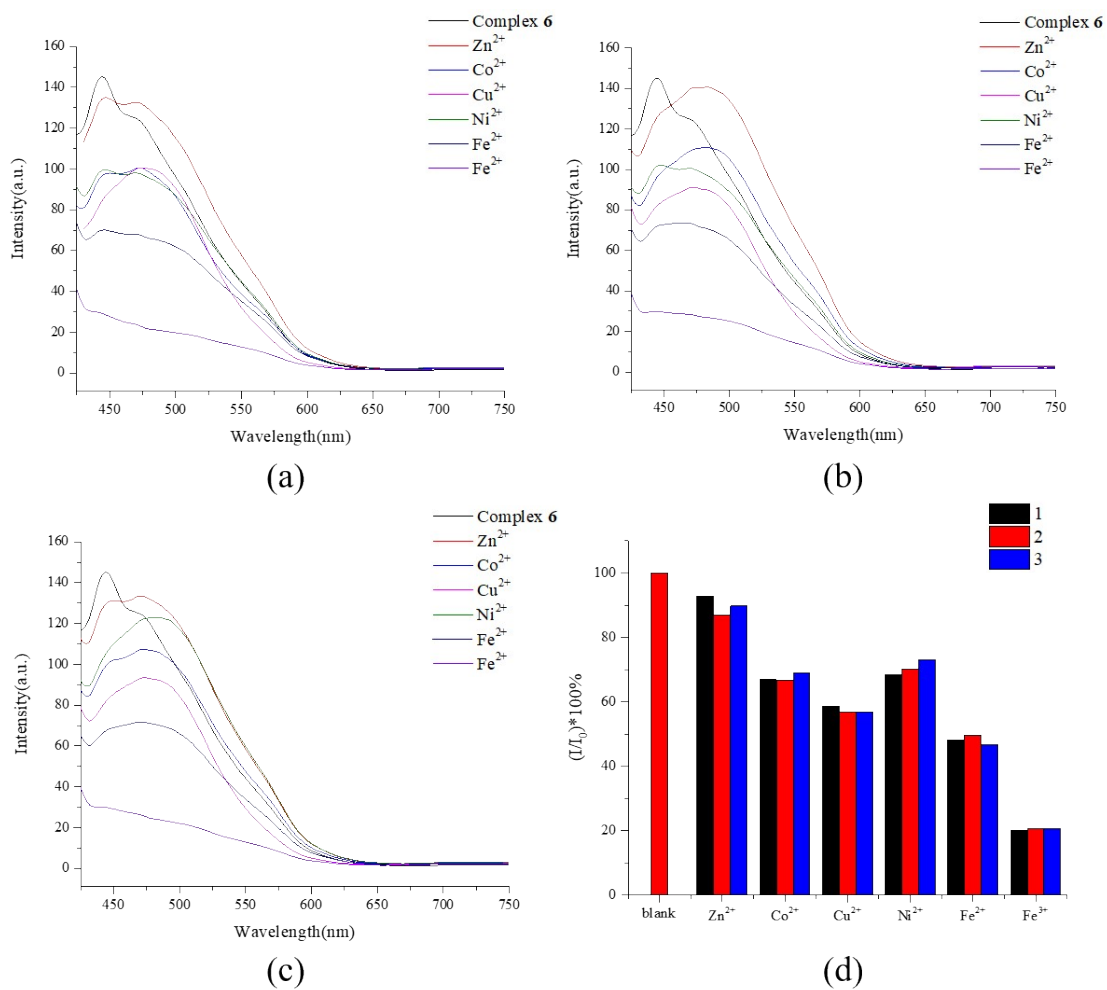 Complex 6
Zn2+
Co2+
Cu2+
Ni2+
Fe2+
Fe2+
160
140
120
100
80
60
40
20
0
Intensity(a.u.)
450 500 550 600 650 700 750
Wavelength(nm)
(a)
Complex 6
Zn2+
Co2+
Cu2+
Ni2+
Fe2+
Fe2+
160
140
120
100
80
60
40
20
0
Intensity(a.u.)
450 500 550 600 650 700 750
Wavelength(nm)
(b)
Complex 6
Zn2+
Co2+
Cu2+
Ni2+
Fe2+
Fe2+
160
140
120
100
80
60
40
20
0
Intensity(a.u.)
450 500 550 600 650 700 750
Wavelength(nm)
(c)
1
2
3
100
80
60
40
20
0
(I/I0)*100%
blank Zn2+ Co2+ Cu2+ Ni2+ Fe2+ Fe3+
(d)